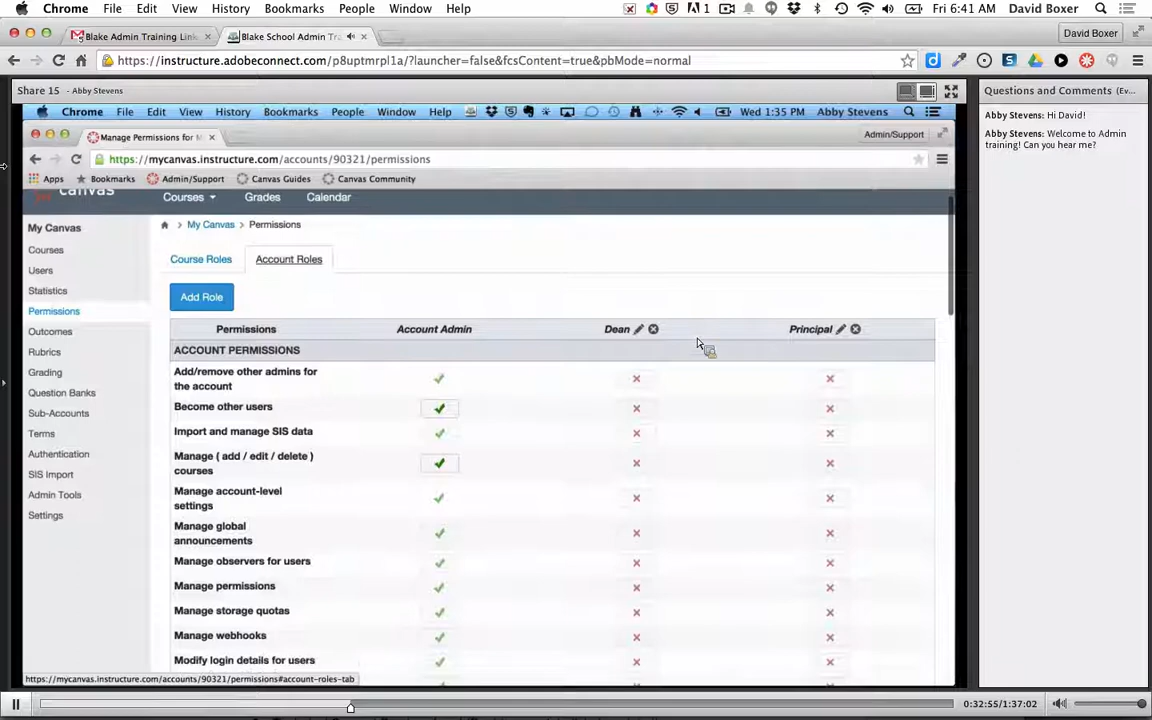 Chrome File Edit View History Bookmarks People Window Help 1 Fri 6:41 AM David Boxer
Blake Admin Training Link × Blake School Admin Tra × David Boxer
https://instructure.adobeconnect.com/p8uptmrpl1a/?launcher=false&fcsContent=true&pbMode=normal
Share 15 - Abby Stevens
Questions and Comments (Ev...
Chrome File Edit View History Bookmarks People Window Help Wed 1:35 PM Abby Stevens
Abby Stevens: Hi David!
Abby Stevens: Welcome to Admin
training! Can you hear me?
Manage Permissions for M × Admin/Support
https://mycanvas.instructure.com/accounts/90321/permissions
Apps Bookmarks Admin/Support Canvas Guides Canvas Community
canvas Courses Grades Calendar
My Canvas
Courses
Users
Statistics
Permissions
Outcomes
Rubrics
Grading
Question Banks
Sub-Accounts
Terms
Authentication
SIS Import
Admin Tools
Settings
My Canvas > Permissions
Course Roles Account Roles
Add Role
Permissions Account Admin Dean Principal
ACCOUNT PERMISSIONS
Add/remove other admins for
the account
Become other users
Import and manage SIS data
Manage ( add / edit / delete )
courses
Manage account-level
settings
Manage global
announcements
Manage observers for users
Manage permissions
Manage storage quotas
Manage webhooks
Modify login details for users
https://mycanvas.instructure.com/accounts/90321/permissions#account-roles-tab
0:32:55/1:37:02